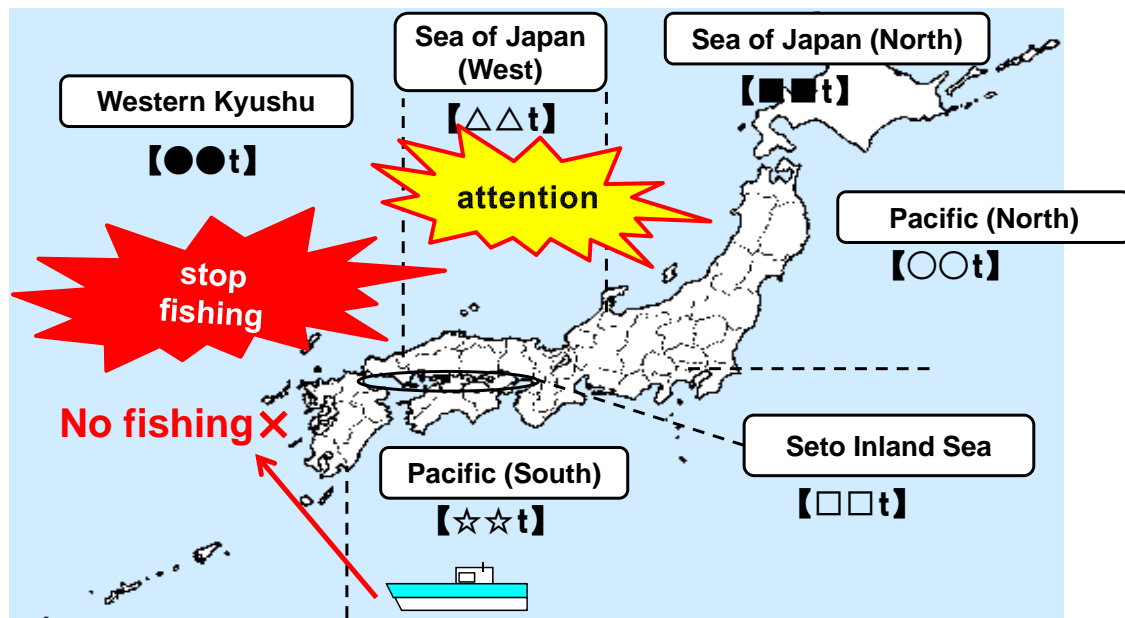 Sea of Japan
(West)
【△△t】
Sea of Japan (North)
【■■t】
Western Kyushu
【●●t】
attention
Pacific (North)
【○○t】
stop
fishing
No fishing×
Seto Inland Sea
【□□t】
Pacific (South)
【☆☆t】